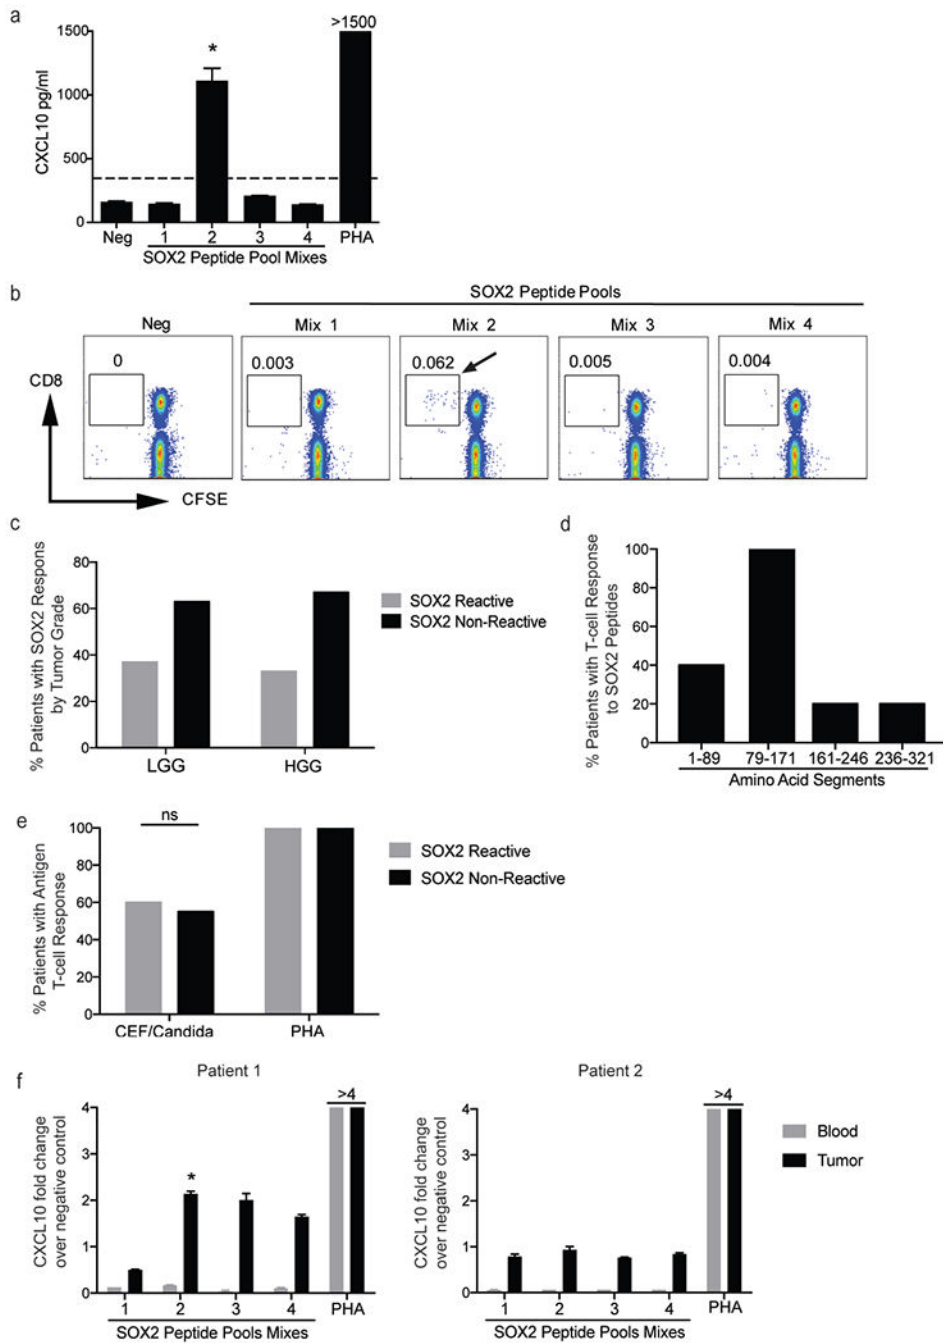 a
>1500
1500
1000
500
0
CXCL10 pg/ml
*
Neg 1 2 3 4 PHA
SOX2 Peptide Pool Mixes
b
SOX2 Peptide Pools
Neg Mix 1 Mix 2 Mix 3 Mix 4
0 0.003 0.062 0.005 0.004
CD8
CFSE
c
80
60
40
20
0
% Patients with SOX2 Respons
by Tumor Grade
LGG HGG
SOX2 Reactive
SOX2 Non-Reactive
d
100
80
60
40
20
0
% Patients with T-cell Response
to SOX2 Peptides
1-89 79-171 161-246 236-321
Amino Acid Segments
e
ns
100
80
60
40
20
0
% Patients with Antigen
T-cell Response
CEF/Candida PHA
SOX2 Reactive
SOX2 Non-Reactive
f
Patient 1
>4
4
3
2
1
0
CXCL10 fold change
over negative control
*
1 2 3 4 PHA
SOX2 Peptide Pools Mixes
Patient 2
>4
4
3
2
1
0
CXCL10 fold change
over negative control
1 2 3 4 PHA
SOX2 Peptide Pools Mixes
Blood
Tumor